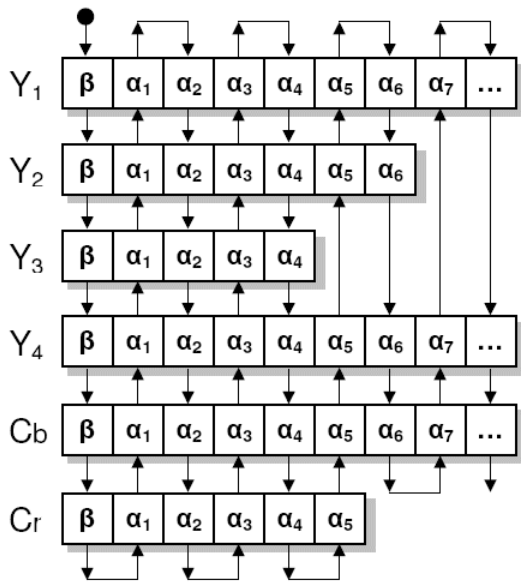 Y₁ β α₁ α₂ α₃ α₄ α₅ α₆ α₇ ...
Y₂ β α₁ α₂ α₃ α₄ α₅ α₆
Y₃ β α₁ α₂ α₃ α₄
Y₄ β α₁ α₂ α₃ α₄ α₅ α₆ α₇ ...
Cb β α₁ α₂ α₃ α₄ α₅ α₆ α₇ ...
Cr β α₁ α₂ α₃ α₄ α₅